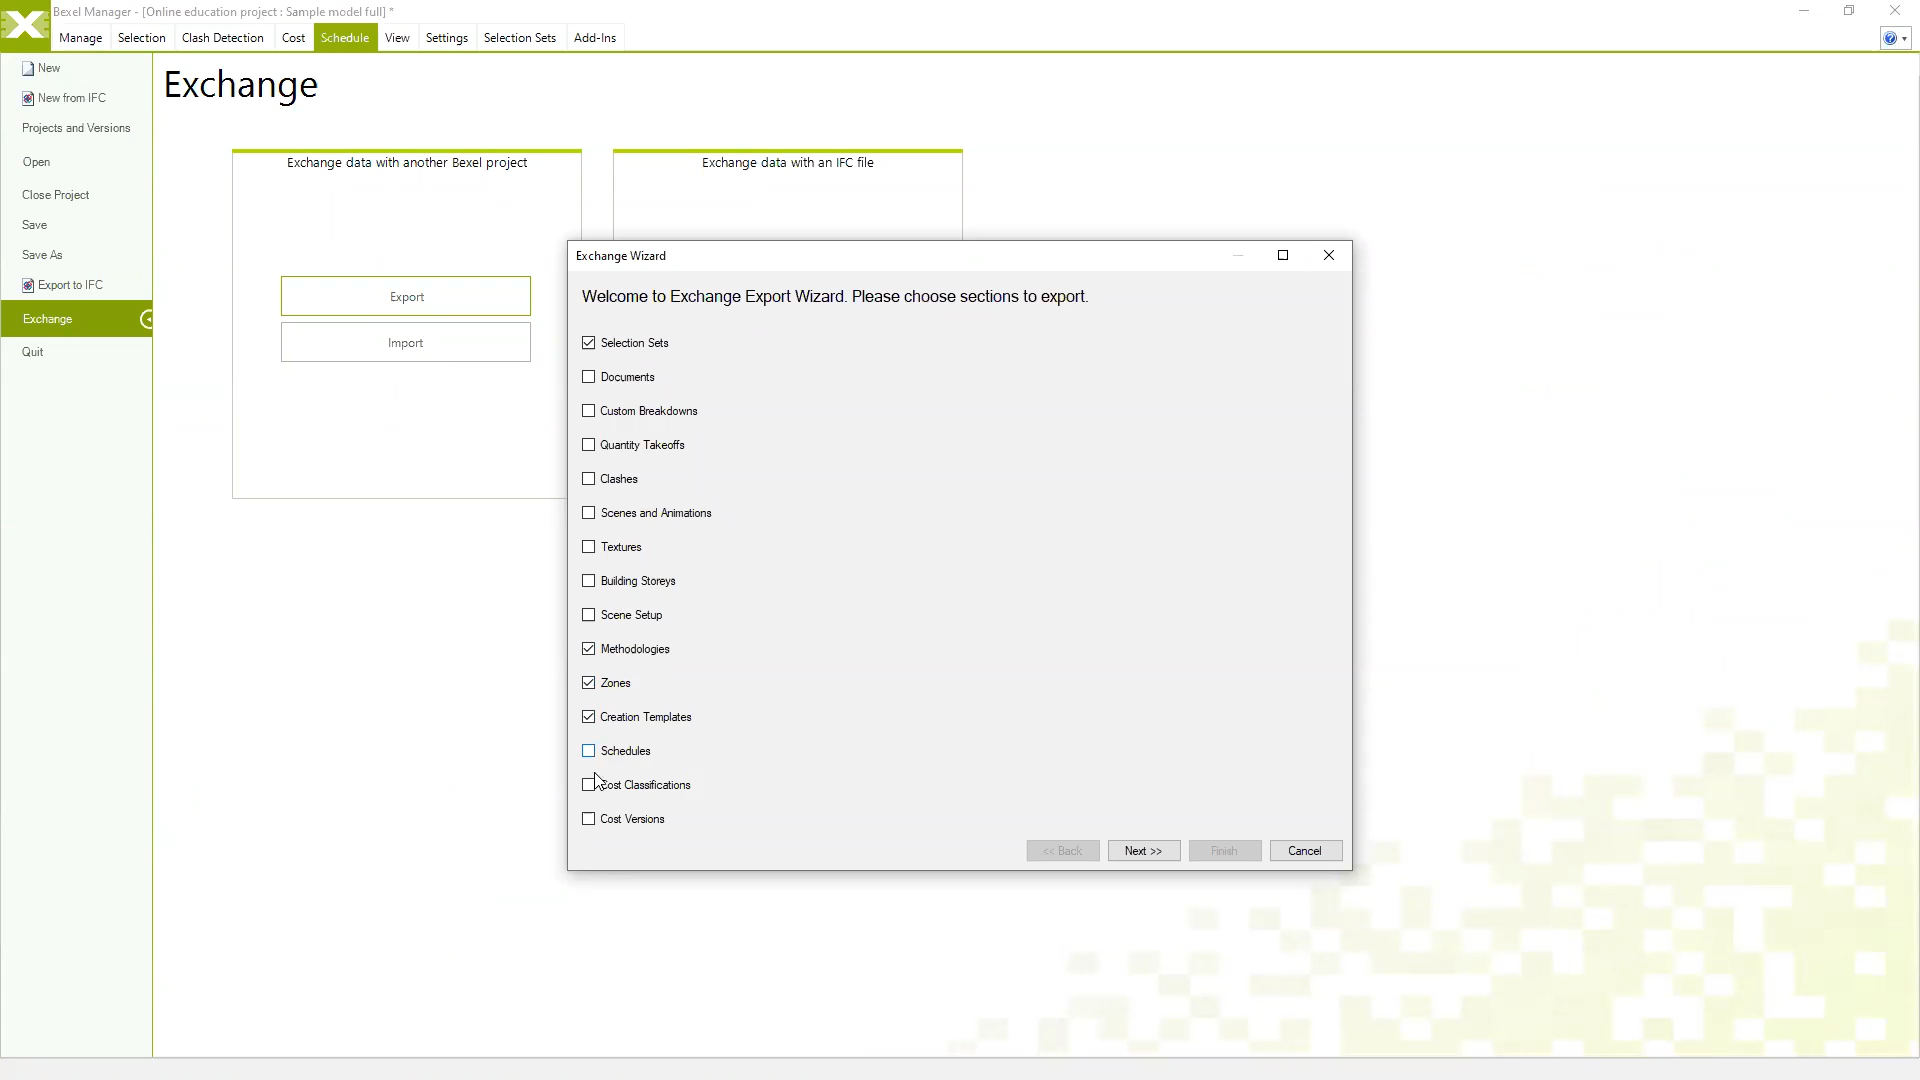 Bexel Manager - [Online education project : Sample model full] *
Manage Selection Clash Detection Cost Schedule View Settings Selection Sets Add-Ins
New
New from IFC
Projects and Versions
Open
Close Project
Save
Save As
Export to IFC
Exchange
Quit
Exchange
Exchange data with another Bexel project
Export
Import
Exchange data with an IFC file
Exchange Wizard
Welcome to Exchange Export Wizard. Please choose sections to export.
Selection Sets
Documents
Custom Breakdowns
Quantity Takeoffs
Clashes
Scenes and Animations
Textures
Building Storeys
Scene Setup
Methodologies
Zones
Creation Templates
Schedules
Cost Classifications
Cost Versions
<< Back Next >> Finish Cancel